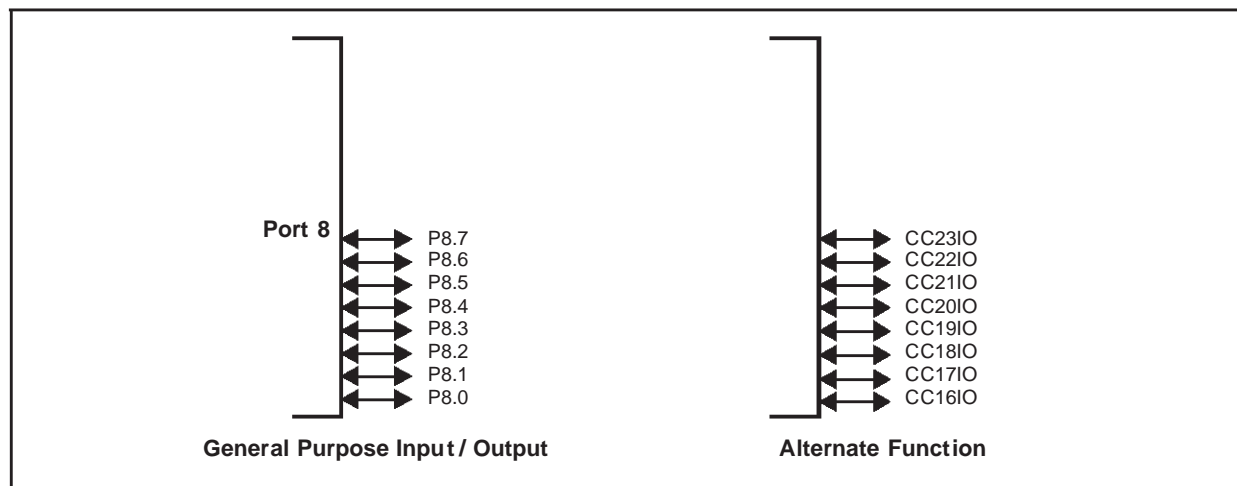 Port 8
P8.7
P8.6
P8.5
P8.4
P8.3
P8.2
P8.1
P8.0
General Purpose Input / Output
CC23IO
CC22IO
CC21IO
CC20IO
CC19IO
CC18IO
CC17IO
CC16IO
Alternate Function